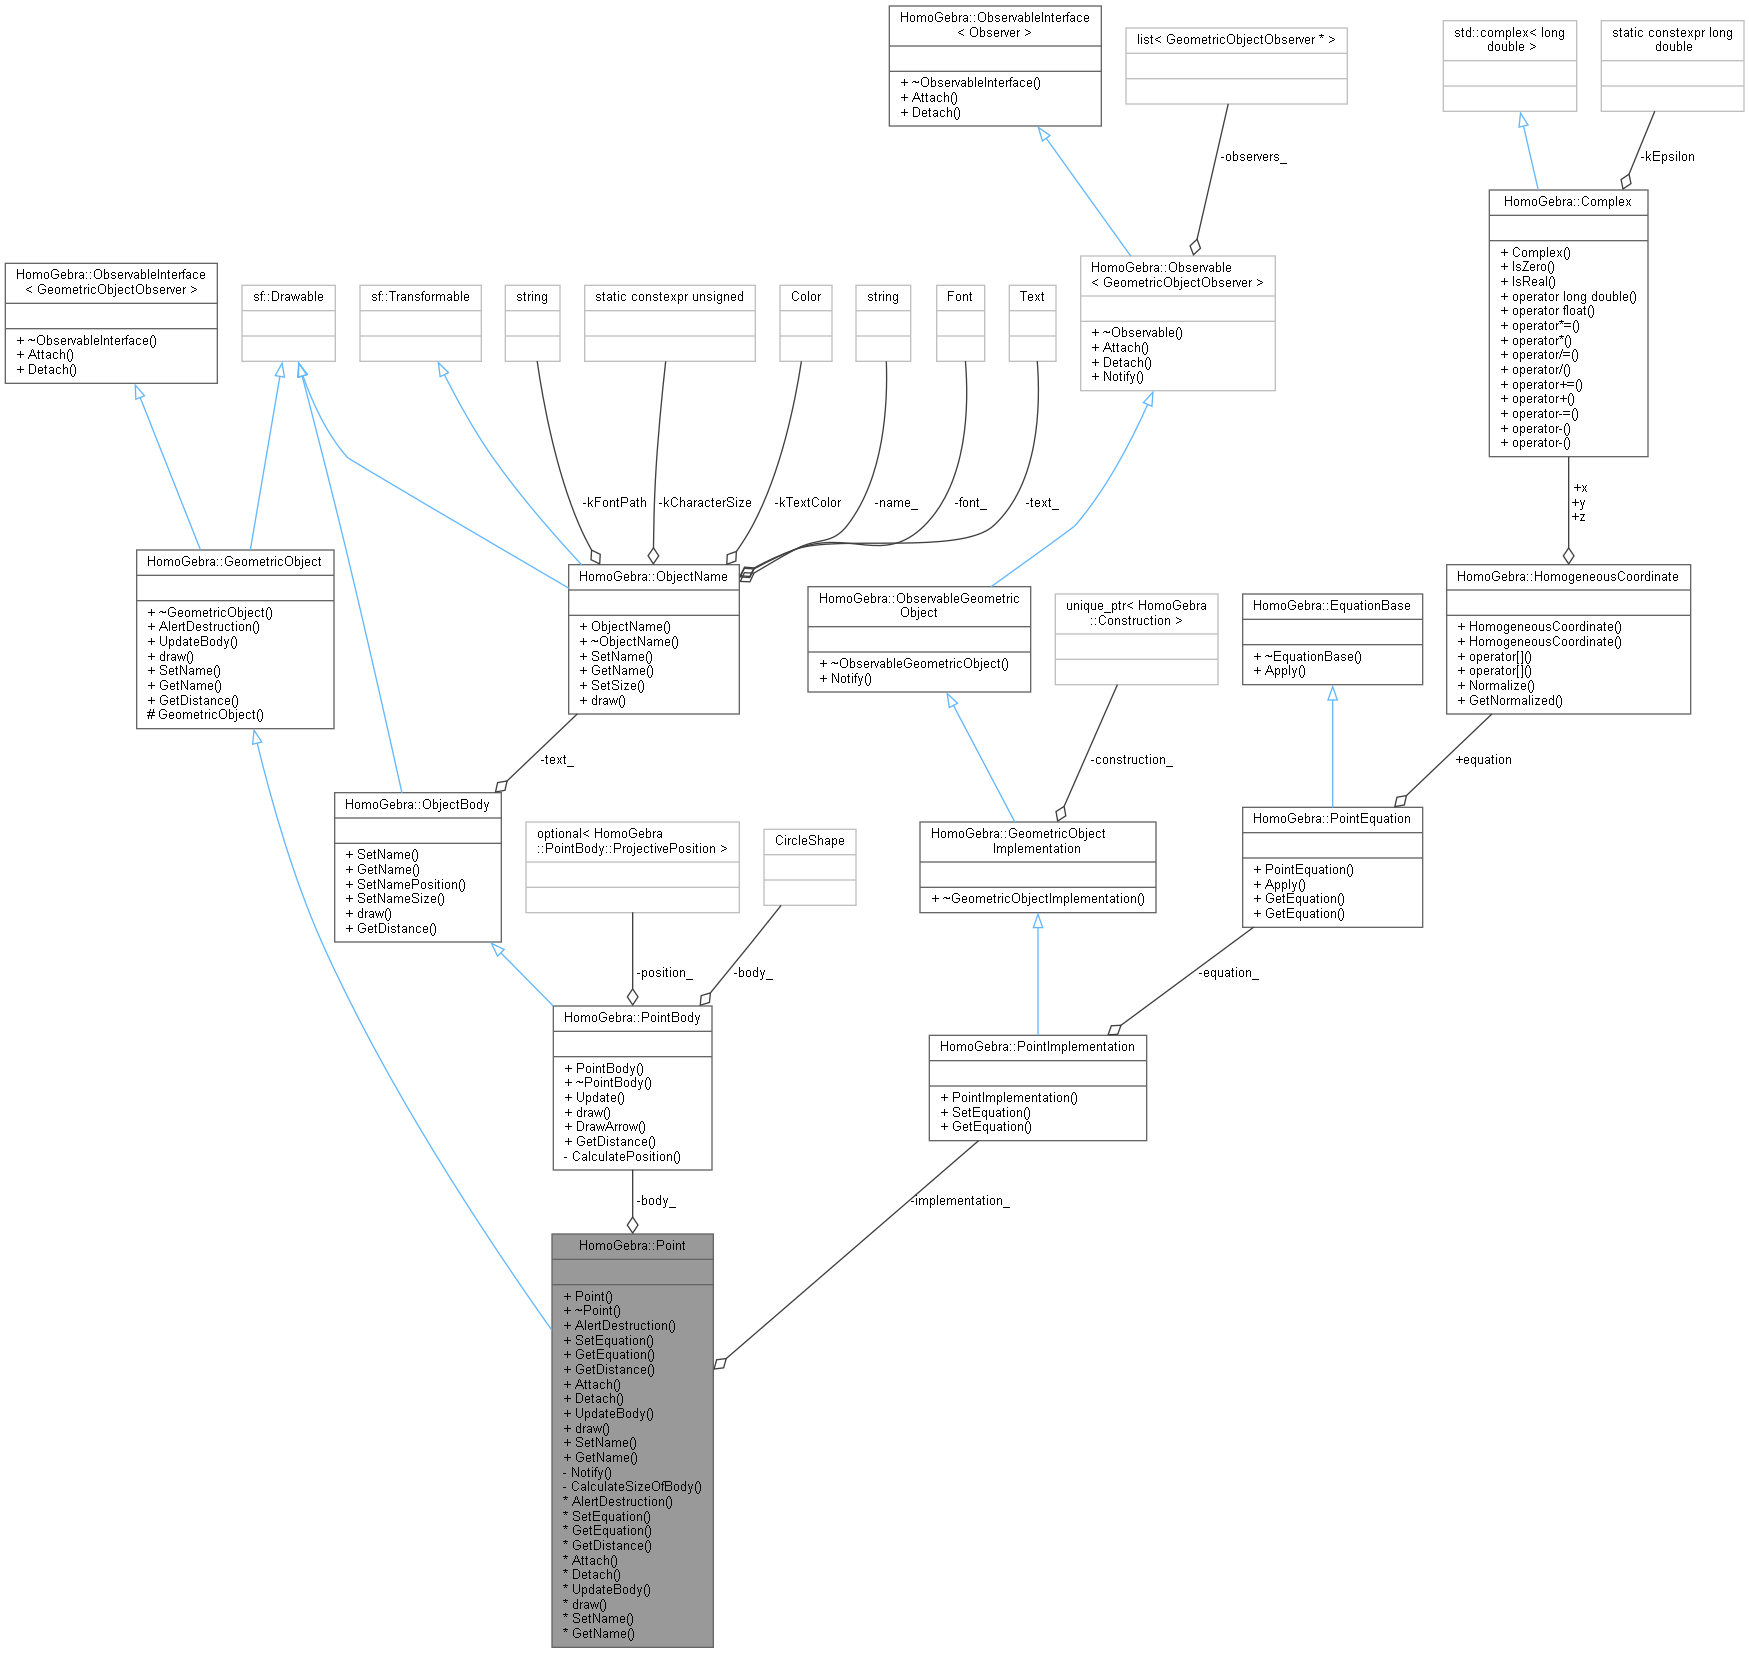 HomoGebra::ObservableInterface
< Observer >
+ ~ObservableInterface()
+ Attach()
+ Detach()
list< GeometricObjectObserver * >
std::complex< long
double >
static constexpr long
double
-observers_
-kEpsilon
HomoGebra::Complex
+ Complex()
+ IsZero()
+ IsReal()
+ operator long double()
+ operator float()
+ operator*=()
+ operator*()
+ operator/=()
+ operator/()
+ operator+=()
+ operator+()
+ operator-=()
+ operator-()
+ operator-()
HomoGebra::ObservableInterface
< GeometricObjectObserver >
+ ~ObservableInterface()
+ Attach()
+ Detach()
sf::Drawable
sf::Transformable
string
static constexpr unsigned
Color
string
Font
Text
HomoGebra::Observable
< GeometricObjectObserver >
+ ~Observable()
+ Attach()
+ Detach()
+ Notify()
-kFontPath
-kCharacterSize
-kTextColor
-name_
-font_
-text_
+x
+y
+z
HomoGebra::GeometricObject
+ ~GeometricObject()
+ AlertDestruction()
+ UpdateBody()
+ draw()
+ SetName()
+ GetName()
+ GetDistance()
# GeometricObject()
HomoGebra::ObjectName
+ ObjectName()
+ ~ObjectName()
+ SetName()
+ GetName()
+ SetSize()
+ draw()
HomoGebra::ObservableGeometric
Object
+ ~ObservableGeometricObject()
+ Notify()
unique_ptr< HomoGebra
::Construction >
HomoGebra::EquationBase
+ ~EquationBase()
+ Apply()
HomoGebra::HomogeneousCoordinate
+ HomogeneousCoordinate()
+ HomogeneousCoordinate()
+ operator[]()
+ operator[]()
+ Normalize()
+ GetNormalized()
-text_
-construction_
+equation
HomoGebra::ObjectBody
+ SetName()
+ GetName()
+ SetNamePosition()
+ SetNameSize()
+ draw()
+ GetDistance()
optional< HomoGebra
::PointBody::ProjectivePosition >
CircleShape
HomoGebra::GeometricObject
Implementation
+ ~GeometricObjectImplementation()
HomoGebra::PointEquation
+ PointEquation()
+ Apply()
+ GetEquation()
+ GetEquation()
-position_
-body_
-equation_
HomoGebra::PointBody
+ PointBody()
+ ~PointBody()
+ Update()
+ draw()
+ DrawArrow()
+ GetDistance()
- CalculatePosition()
HomoGebra::PointImplementation
+ PointImplementation()
+ SetEquation()
+ GetEquation()
-body_
-implementation_
HomoGebra::Point
+ Point()
+ ~Point()
+ AlertDestruction()
+ SetEquation()
+ GetEquation()
+ GetDistance()
+ Attach()
+ Detach()
+ UpdateBody()
+ draw()
+ SetName()
+ GetName()
- Notify()
- CalculateSizeOfBody()
* AlertDestruction()
* SetEquation()
* GetEquation()
* GetDistance()
* Attach()
* Detach()
* UpdateBody()
* draw()
* SetName()
* GetName()